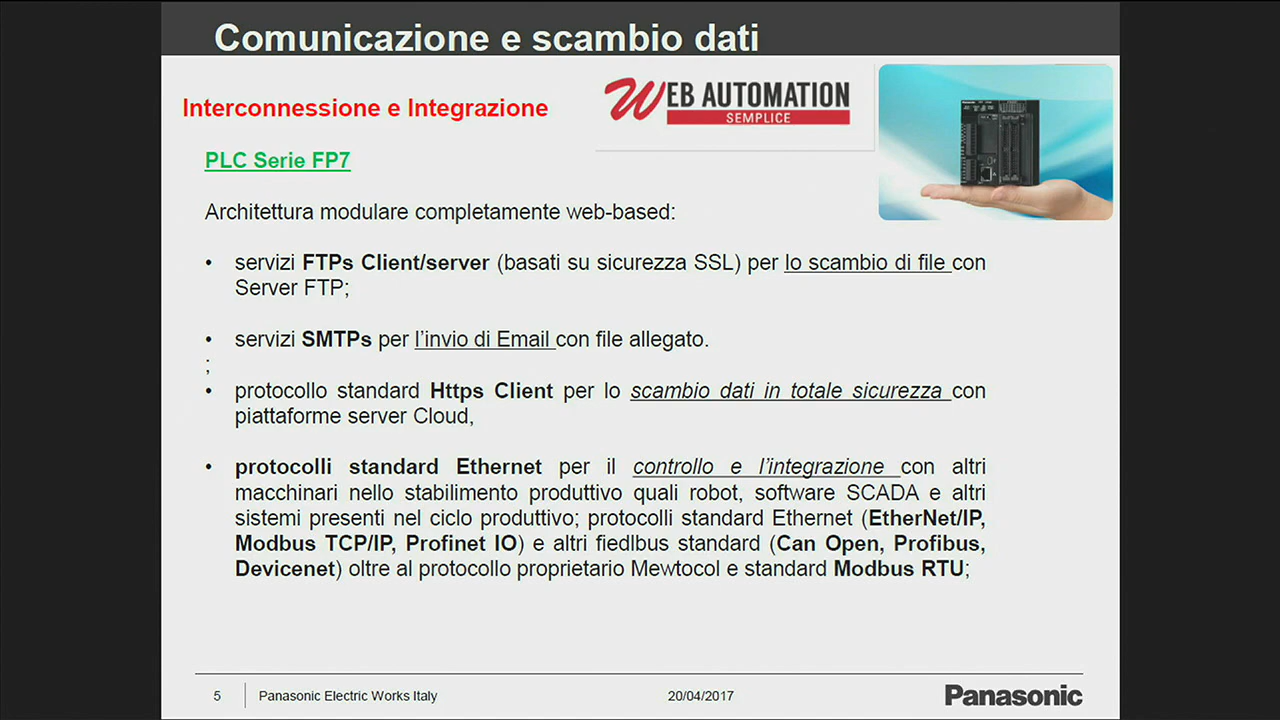 Comunicazione e scambio dati
Interconnessione e Integrazione
WEB AUTOMATION
SEMPLICE
PLC Serie FP7
Architettura modulare completamente web-based:
• servizi FTPs Client/server (basati su sicurezza SSL) per lo scambio di file con
Server FTP;
• servizi SMTPs per l'invio di Email con file allegato.
;
• protocollo standard Https Client per lo scambio dati in totale sicurezza con
piattaforme server Cloud,
• protocolli standard Ethernet per il controllo e l'integrazione con altri
macchinari nello stabilimento produttivo quali robot, software SCADA e altri
sistemi presenti nel ciclo produttivo; protocolli standard Ethernet (EtherNet/IP,
Modbus TCP/IP, Profinet IO) e altri fiedlbus standard (Can Open, Profibus,
Devicenet) oltre al protocollo proprietario Mewtocol e standard Modbus RTU;
5 Panasonic Electric Works Italy 20/04/2017 Panasonic